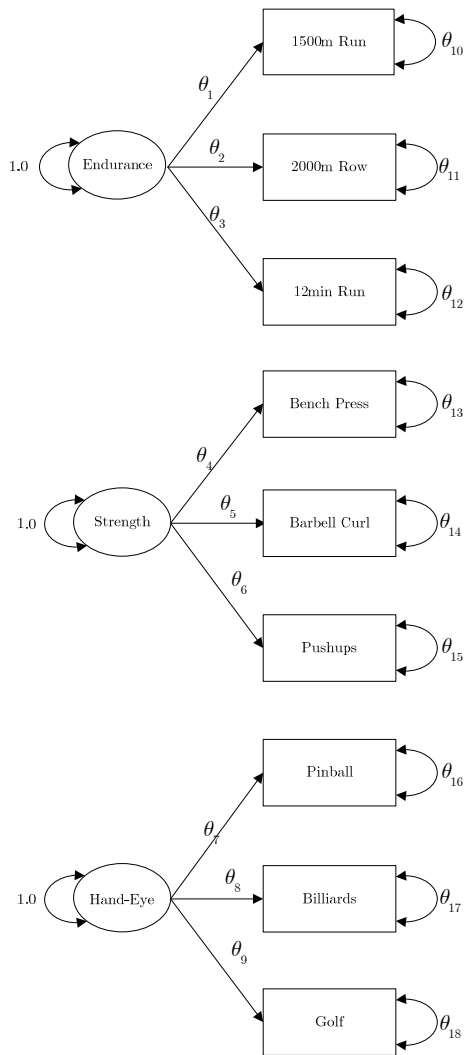 1500m Run
θ10
θ1
1.0
Endurance
θ2
2000m Row
θ11
θ3
12min Run
θ12
Bench Press
θ13
θ4
1.0
Strength
θ5
Barbell Curl
θ14
θ6
Pushups
θ15
Pinball
θ16
θ7
1.0
Hand-Eye
θ8
Billiards
θ17
θ9
Golf
θ18